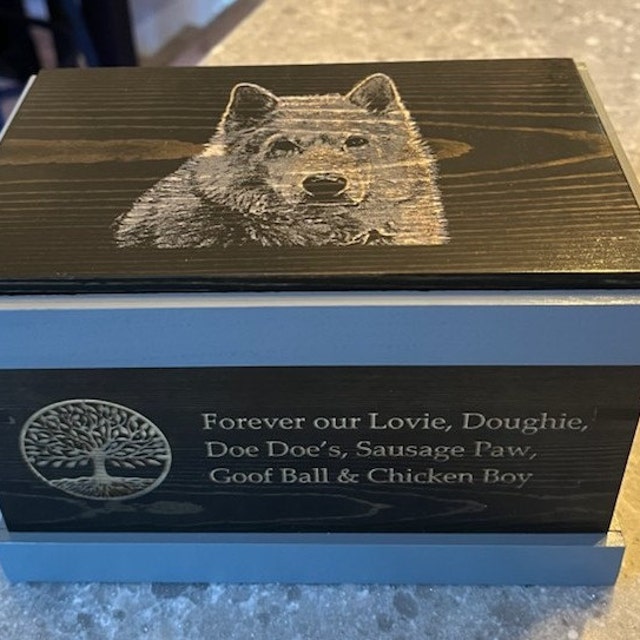 Forever our Lovie, Doughie,
Doe Doe's, Sausage Paw,
Goof Ball & Chicken Boy